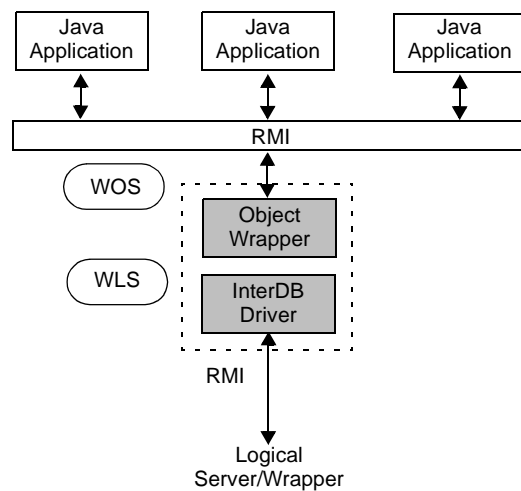 Java
Application
Java
Application
Java
Application
RMI
WOS
Object
Wrapper
WLS
InterDB
Driver
RMI
Logical
Server/Wrapper